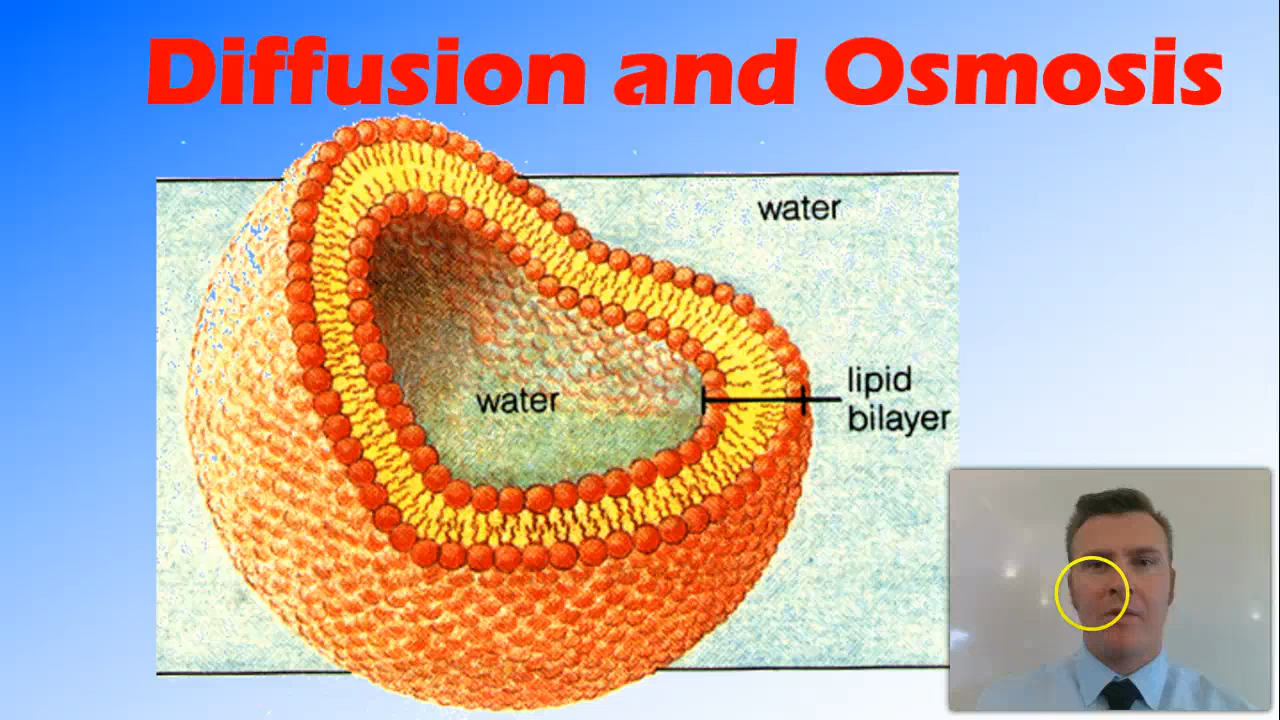 Diffusion and Osmosis
water
water
lipid
bilayer